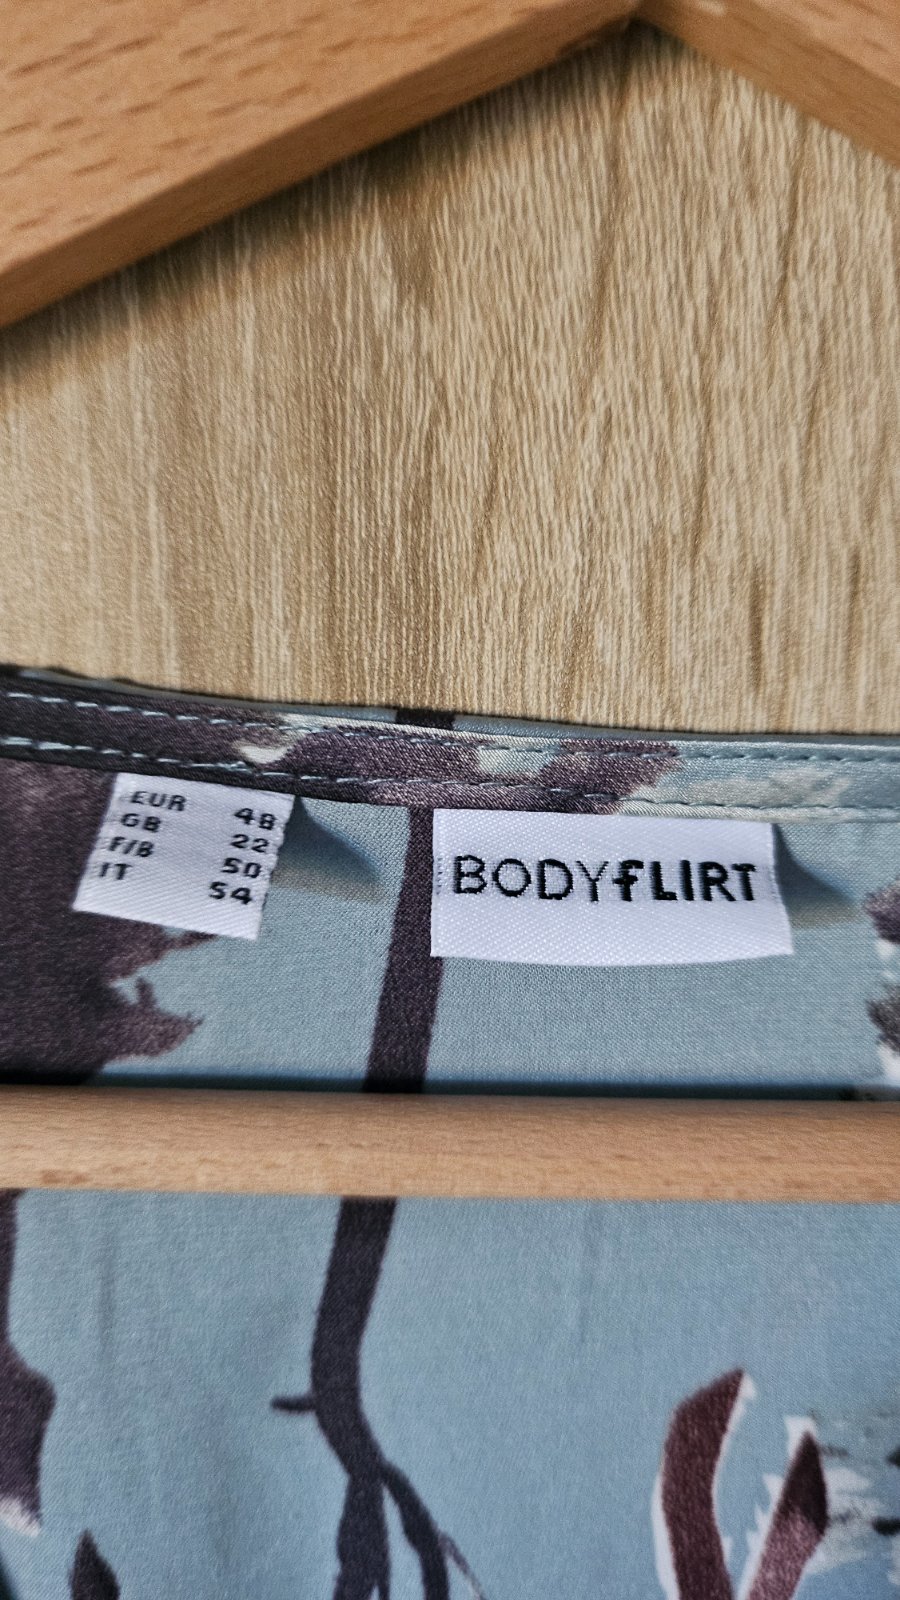 EUR 48
GB 22
F/B 50
IT 54
BODYfLIRT